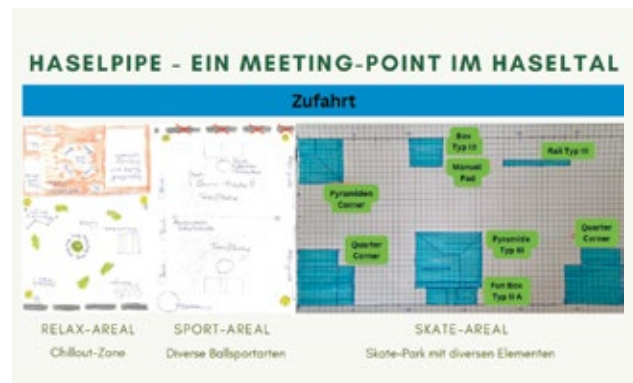 HASELPIPE - EIN MEETING-POINT IM HASELTAL
Zufahrt
Box
Typ III
Manual
Pad
Rail Typ III
Pyramiden
Corner
Quarter
Corner
Pyramide
Typ III
Fun Box
Typ II A
Quarter
Corner
RELAX-AREAL
Chillout-Zone
SPORT-AREAL
Diverse Ballsportarten
SKATE-AREAL
Skate-Park mit diversen Elementen